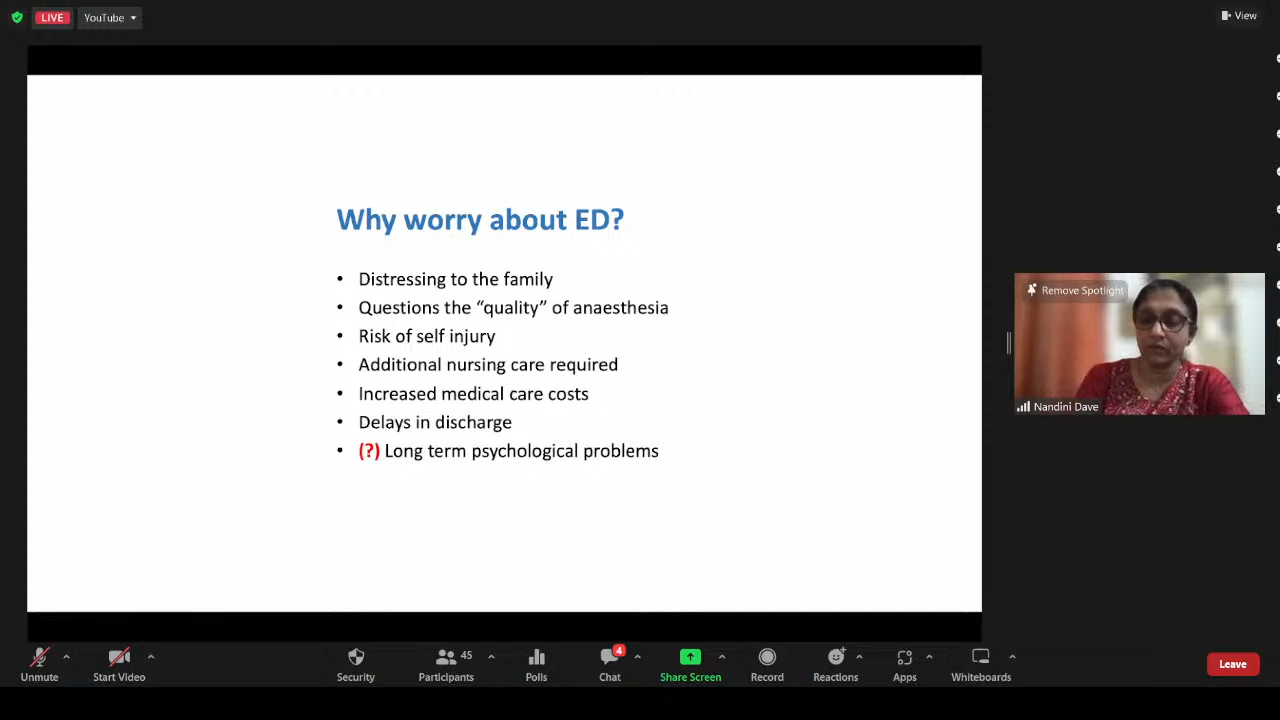 LIVE
YouTube
View
Why worry about ED?
• Distressing to the family
• Questions the “quality” of anaesthesia
• Risk of self injury
• Additional nursing care required
• Increased medical care costs
• Delays in discharge
• (?) Long term psychological problems
Remove Spotlight
Nandini Dave
45
4
Unmute
Start Video
Security
Participants
Polls
Chat
Share Screen
Record
Reactions
Apps
Whiteboards
Leave